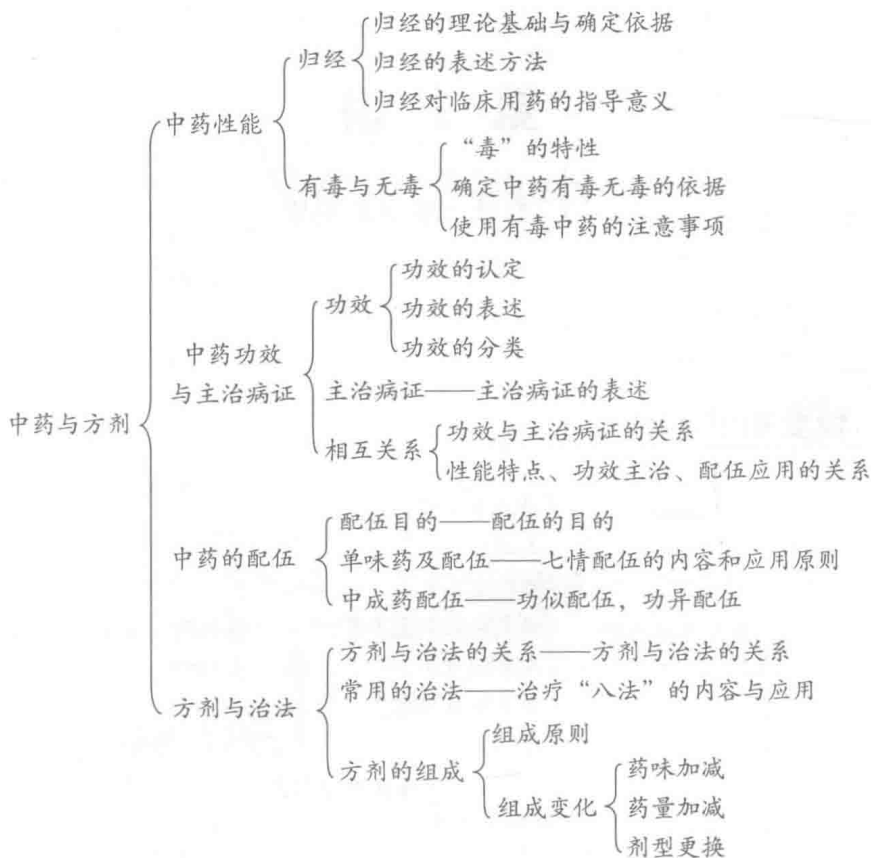 归经的理论基础与确定依据
归经
归经的表述方法
归经对临床用药的指导意义
中药性能
“毒”的特性
有毒与无毒
确定中药有毒无毒的依据
使用有毒中药的注意事项
功效的认定
功效
功效的表述
功效的分类
中药功效
与主治病证
主治病证——主治病证的表述
中药与方剂
功效与主治病证的关系
相互关系
性能特点、功效主治、配伍应用的关系
配伍目的——配伍的目的
中药的配伍
单味药及配伍——七情配伍的内容和应用原则
中成药配伍——功似配伍，功异配伍
方剂与治法的关系——方剂与治法的关系
方剂与治法
常用的治法——治疗“八法”的内容与应用
组成原则
方剂的组成
药味加减
组成变化
药量加减
剂型更换